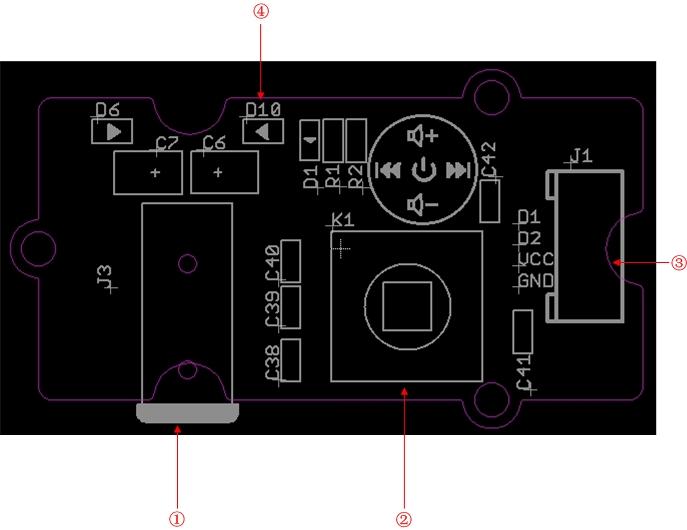 ④
D6
D10
C7
C6
D1
R1
R2
C42
J1
K1
D1
D2
VCC
GND
③
J3
C40
C39
C38
C41
①
②